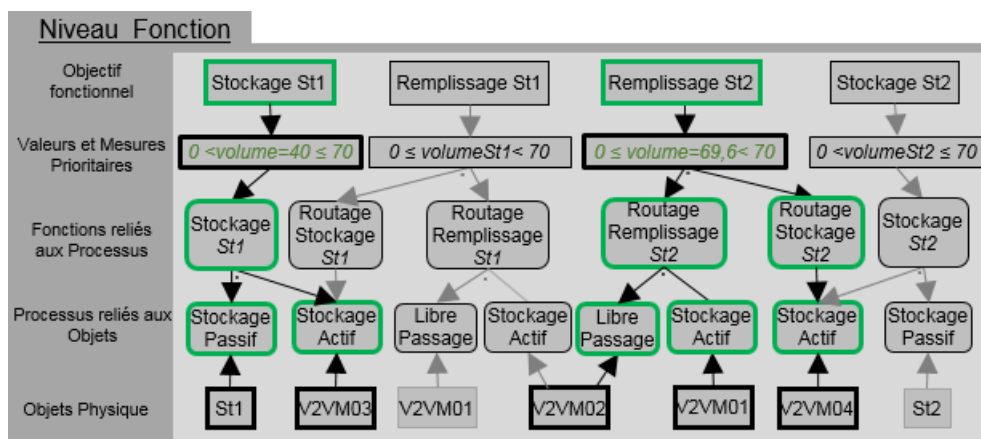 Niveau Fonction
Objectif
fonctionnel
Stockage St1
Remplissage St1
Remplissage St2
Stockage St2
Valeurs et Mesures
Prioritaires
0 <volume=40 ≤ 70
0 ≤ volumeSt1< 70
0 ≤ volume=69,6< 70
0 <volumeSt2 ≤ 70
Fonctions reliés
aux Processus
Stockage
St1
Routage
Stockage
St1
Routage
Remplissage
St1
Routage
Remplissage
St2
Routage
Stockage
St2
Stockage
St2
Processus reliés aux
Objets
Stockage
Passif
Stockage
Actif
Libre
Passage
Stockage
Actif
Libre
Passage
Stockage
Actif
Stockage
Actif
Stockage
Passif
Objets Physique
St1
V2VM03
V2VM01
V2VM02
V2VM01
V2VM04
St2